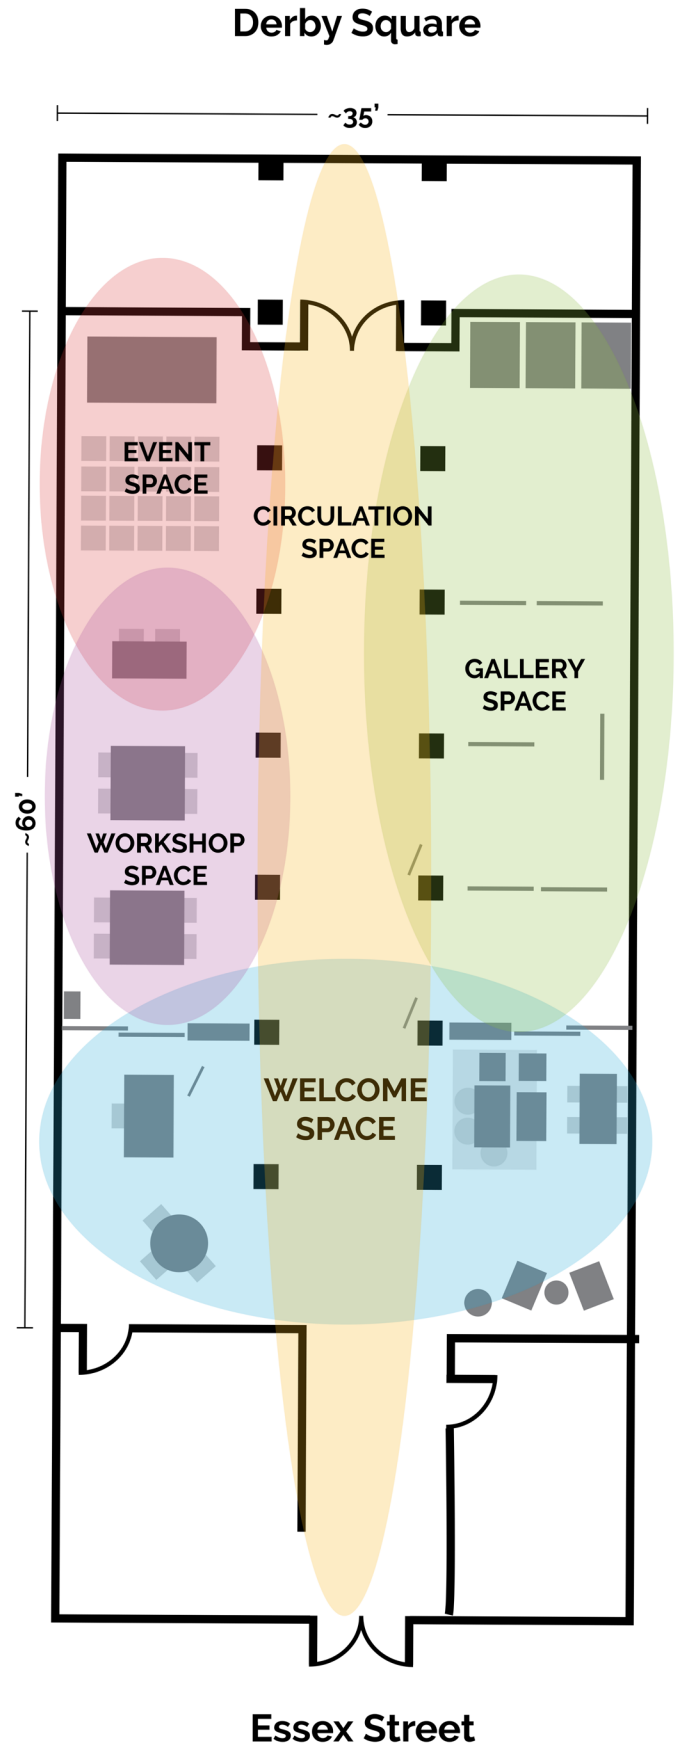 Derby Square
~35’
EVENT
SPACE
CIRCULATION
SPACE
GALLERY
SPACE
~60’
WORKSHOP
SPACE
WELCOME
SPACE
Essex Street